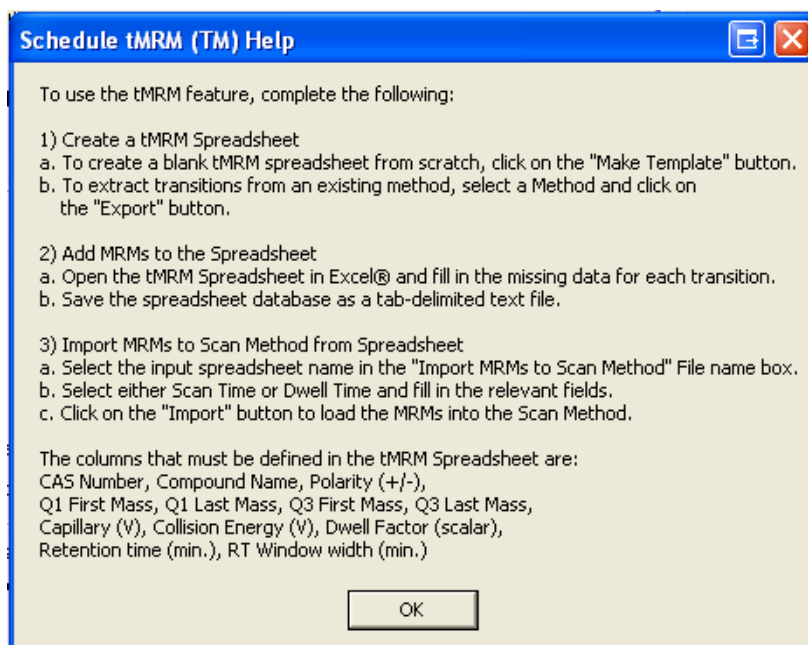 Schedule tMRM (TM) Help
To use the tMRM feature, complete the following:
1) Create a tMRM Spreadsheet
a. To create a blank tMRM spreadsheet from scratch, click on the "Make Template" button.
b. To extract transitions from an existing method, select a Method and click on
the "Export" button.
2) Add MRMs to the Spreadsheet
a. Open the tMRM Spreadsheet in Excel® and fill in the missing data for each transition.
b. Save the spreadsheet database as a tab-delimited text file.
3) Import MRMs to Scan Method from Spreadsheet
a. Select the input spreadsheet name in the "Import MRMs to Scan Method" File name box.
b. Select either Scan Time or Dwell Time and fill in the relevant fields.
c. Click on the "Import" button to load the MRMs into the Scan Method.
The columns that must be defined in the tMRM Spreadsheet are:
CAS Number, Compound Name, Polarity (+/-),
Q1 First Mass, Q1 Last Mass, Q3 First Mass, Q3 Last Mass,
Capillary (V), Collision Energy (V), Dwell Factor (scalar),
Retention time (min.), RT Window width (min.)
OK